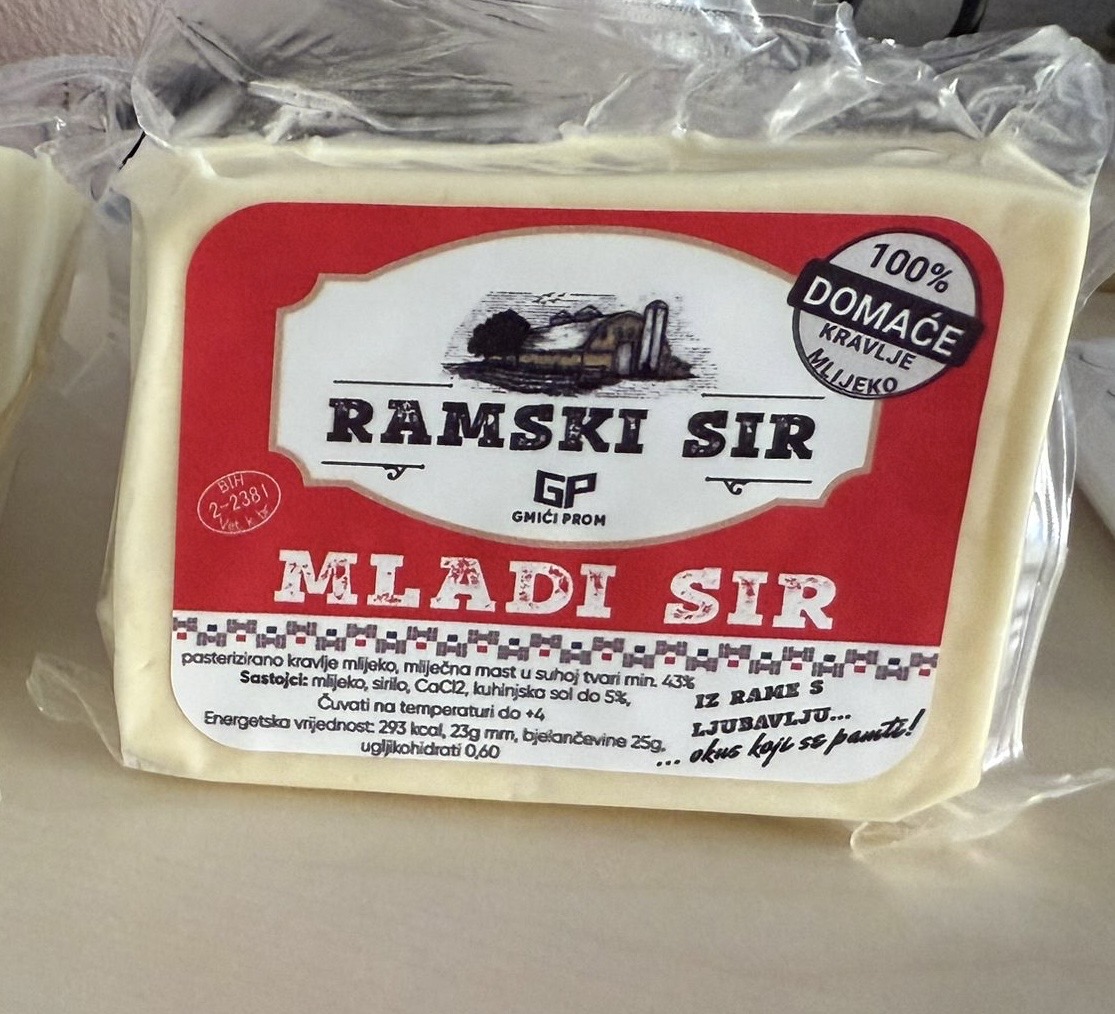 100%
DOMAĆE
KRAVLJE
MLIJEKO
RAMSKI SIR
GP
GMIĆI PROM
BIH
2-2381
Vet. k. br.
MLADI SIR
pasterizirano kravlje mlijeko, mliječna mast u suhoj tvari min. 43%
Sastojci: mlijeko, sirilo, CaCl2, kuhinjska sol do 5%,
Čuvati na temperaturi do +4
Energetska vrijednost: 293 kcal, 23g mm, bjelančevine 25g,
ugljikohidrati 0,60
IZ RAME S
LJUBAVLJU...
... okus koji se pamti!